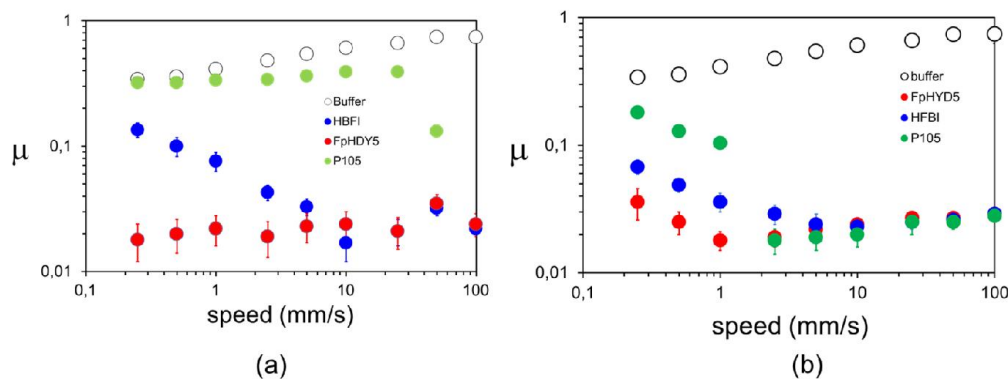 1
Buffer
HBFI
FpHDY5
P105
μ
0,1
0,01
0,1
1
10
100
speed (mm/s)
(a)
1
buffer
FpHYD5
HFBI
P105
μ
0,1
0,01
0,1
1
10
100
speed (mm/s)
(b)